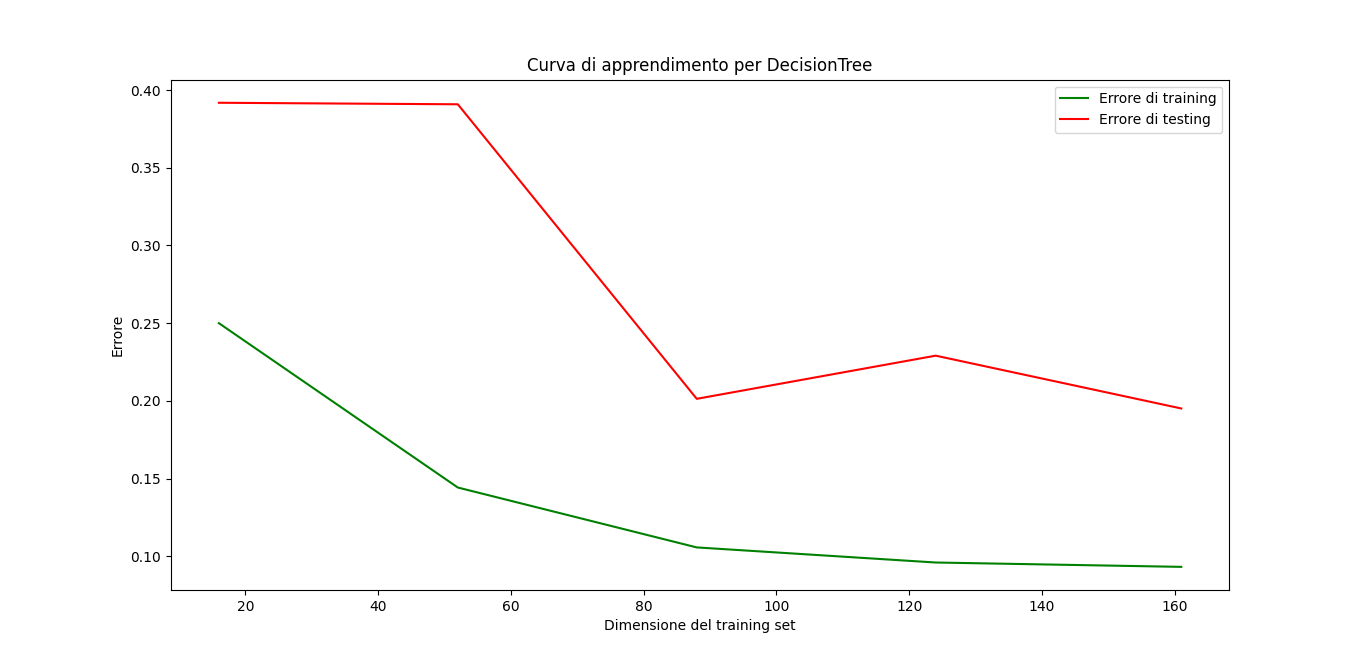 Curva di apprendimento per DecisionTree
Errore di training
Errore di testing
0.40
0.35
0.30
0.25
0.20
0.15
0.10
Errore
20 40 60 80 100 120 140 160
Dimensione del training set